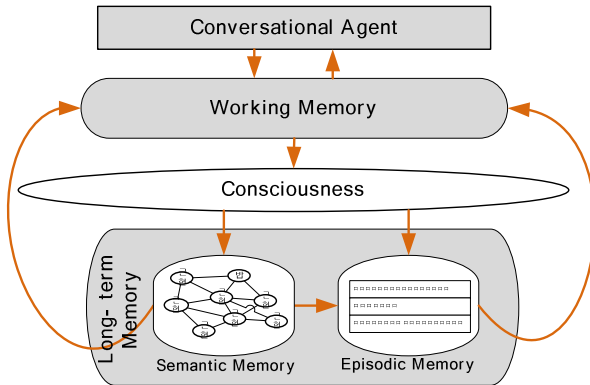 Conversational Agent
Working Memory
Consciousness
Long- term
Memory
Semantic Memory
Episodic Memory